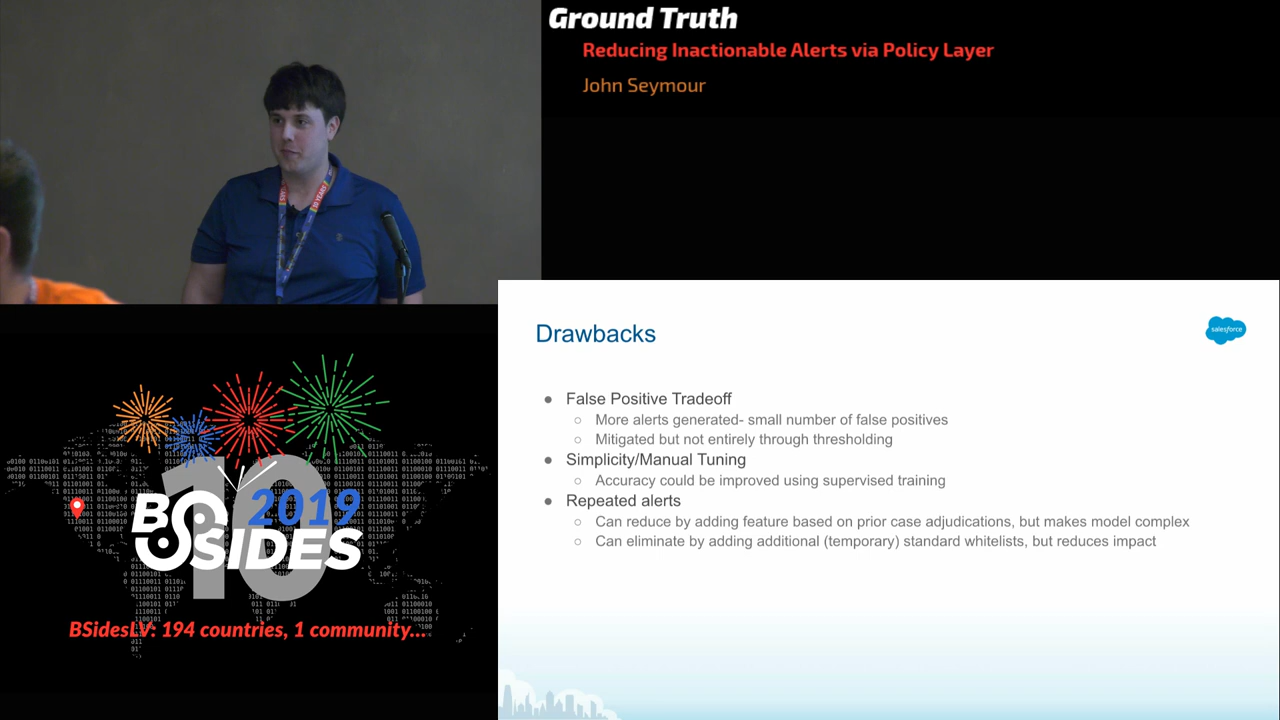 Ground Truth
Reducing Inactionable Alerts via Policy Layer
John Seymour
Drawbacks
salesforce
● False Positive Tradeoff
○ More alerts generated- small number of false positives
○ Mitigated but not entirely through thresholding
● Simplicity/Manual Tuning
○ Accuracy could be improved using supervised training
● Repeated alerts
○ Can reduce by adding feature based on prior case adjudications, but makes model complex
○ Can eliminate by adding additional (temporary) standard whitelists, but reduces impact
10
2019
BSIDES
BSidesLV: 194 countries, 1 community...